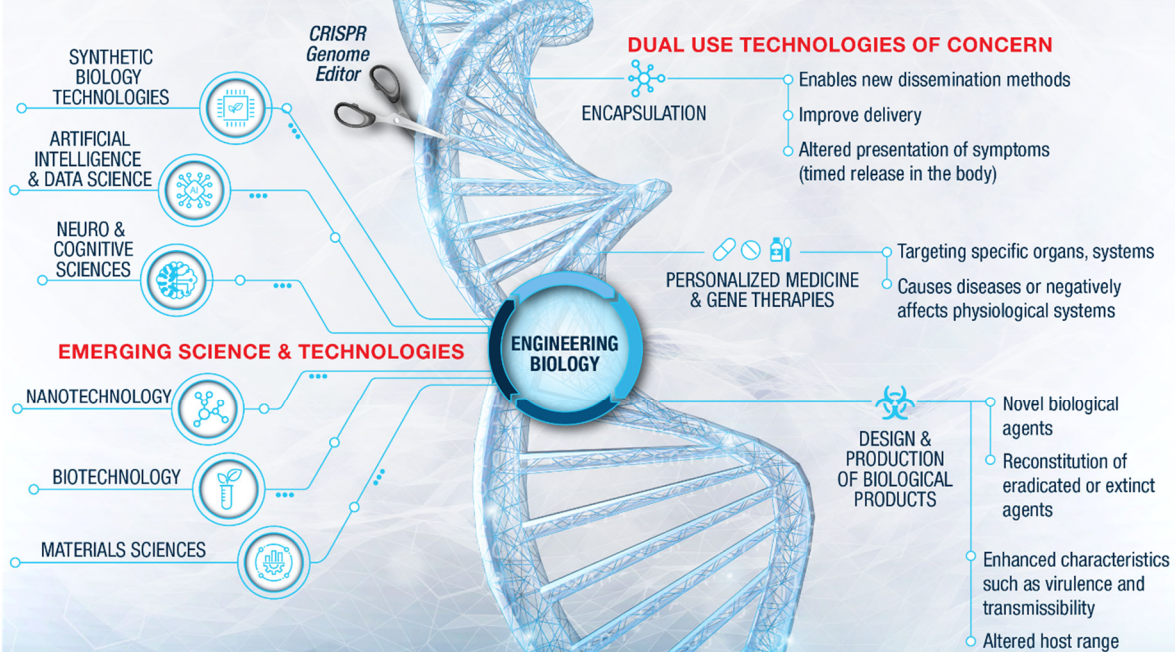 CRISPR
Genome
Editor
SYNTHETIC
BIOLOGY
TECHNOLOGIES
ARTIFICIAL
INTELLIGENCE
& DATA SCIENCE
AI
NEURO &
COGNITIVE
SCIENCES
EMERGING SCIENCE & TECHNOLOGIES
NANOTECHNOLOGY
BIOTECHNOLOGY
MATERIALS SCIENCES
ENGINEERING
BIOLOGY
DUAL USE TECHNOLOGIES OF CONCERN
ENCAPSULATION
Enables new dissemination methods
Improve delivery
Altered presentation of symptoms
(timed release in the body)
PERSONALIZED MEDICINE
& GENE THERAPIES
Targeting specific organs, systems
Causes diseases or negatively
affects physiological systems
DESIGN &
PRODUCTION
OF BIOLOGICAL
PRODUCTS
Novel biological
agents
Reconstitution of
eradicated or extinct
agents
Enhanced characteristics
such as virulence and
transmissibility
Altered host range